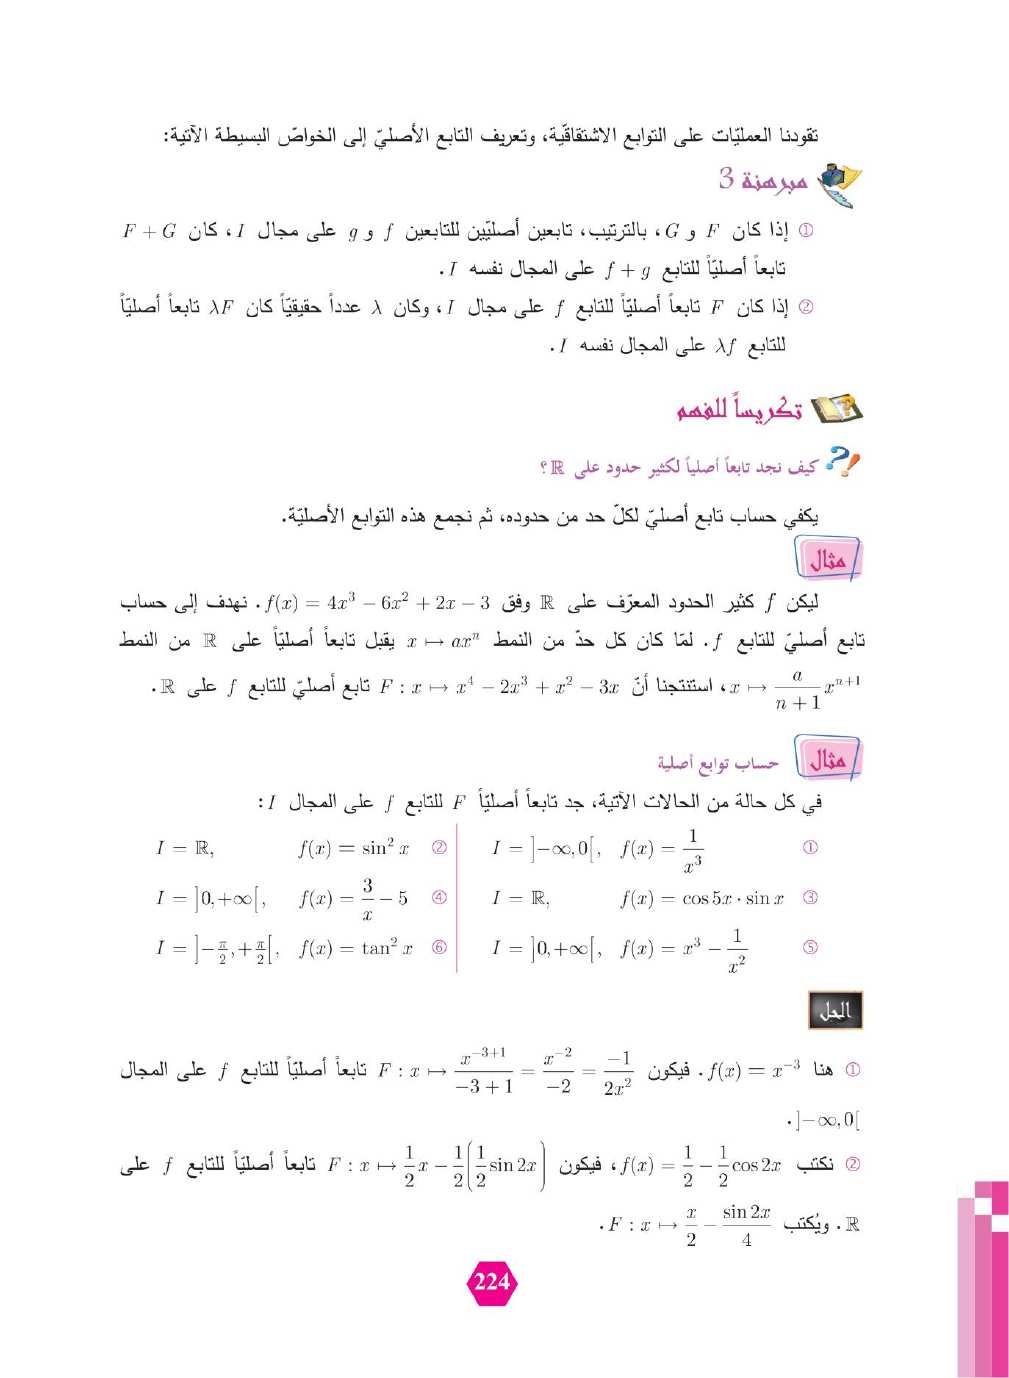 تقودنا العمليّات على التوابع الاشتقاقيّة، وتعريف التابع الأصليّ إلى الخواصّ البسيطة الآتية:
مبرهنة 3
① إذا كان F و G، بالترتيب، تابعين أصليّين للتابعين f و g على مجال I، كان F + G
تابعاً أصليّاً للتابع f + g على المجال نفسه I.
② إذا كان F تابعاً أصليّاً للتابع f على مجال I، وكان λ عدداً حقيقيّاً كان λF تابعاً أصليّاً
للتابع λf على المجال نفسه I.
تكريساً للفهم
كيف نجد تابعاً أصلياً لكثير حدود على ℝ؟
يكفي حساب تابع أصليّ لكلّ حد من حدوده، ثم نجمع هذه التوابع الأصليّة.
مثال
ليكن f كثير الحدود المعرّف على ℝ وفق f(x) = 4x³ − 6x² + 2x − 3. نهدف إلى حساب
تابع أصليّ للتابع f. لمّا كان كل حدّ من النمط x ↦ axⁿ يقبل تابعاً أصليّاً على ℝ من النمط
x ↦ a/(n + 1) xⁿ⁺¹، استنتجنا أنّ F : x ↦ x⁴ − 2x³ + x² − 3x تابع أصليّ للتابع f على ℝ.
مثال حساب توابع أصلية
في كل حالة من الحالات الآتية، جد تابعاً أصليّاً F للتابع f على المجال I:
① f(x) = 1/x³ I = ]−∞,0[, ② f(x) = sin² x I = ℝ,
③ f(x) = cos 5x · sin x I = ℝ, ④ f(x) = 3/x − 5 I = ]0,+∞[,
⑤ f(x) = x³ − 1/x² I = ]0,+∞[, ⑥ f(x) = tan² x I = ]−π/2,+π/2[,
الحل
① هنا f(x) = x⁻³. فيكون F : x ↦ x⁻³⁺¹/(−3 + 1) = x⁻²/−2 = −1/2x² تابعاً أصليّاً للتابع f على المجال
]−∞,0[.
② نكتب f(x) = 1/2 − 1/2 cos 2x، فيكون F : x ↦ 1/2 x − 1/2(1/2 sin 2x) تابعاً أصليّاً للتابع f على
ℝ. ويُكتب F : x ↦ x/2 − sin 2x/4.
224